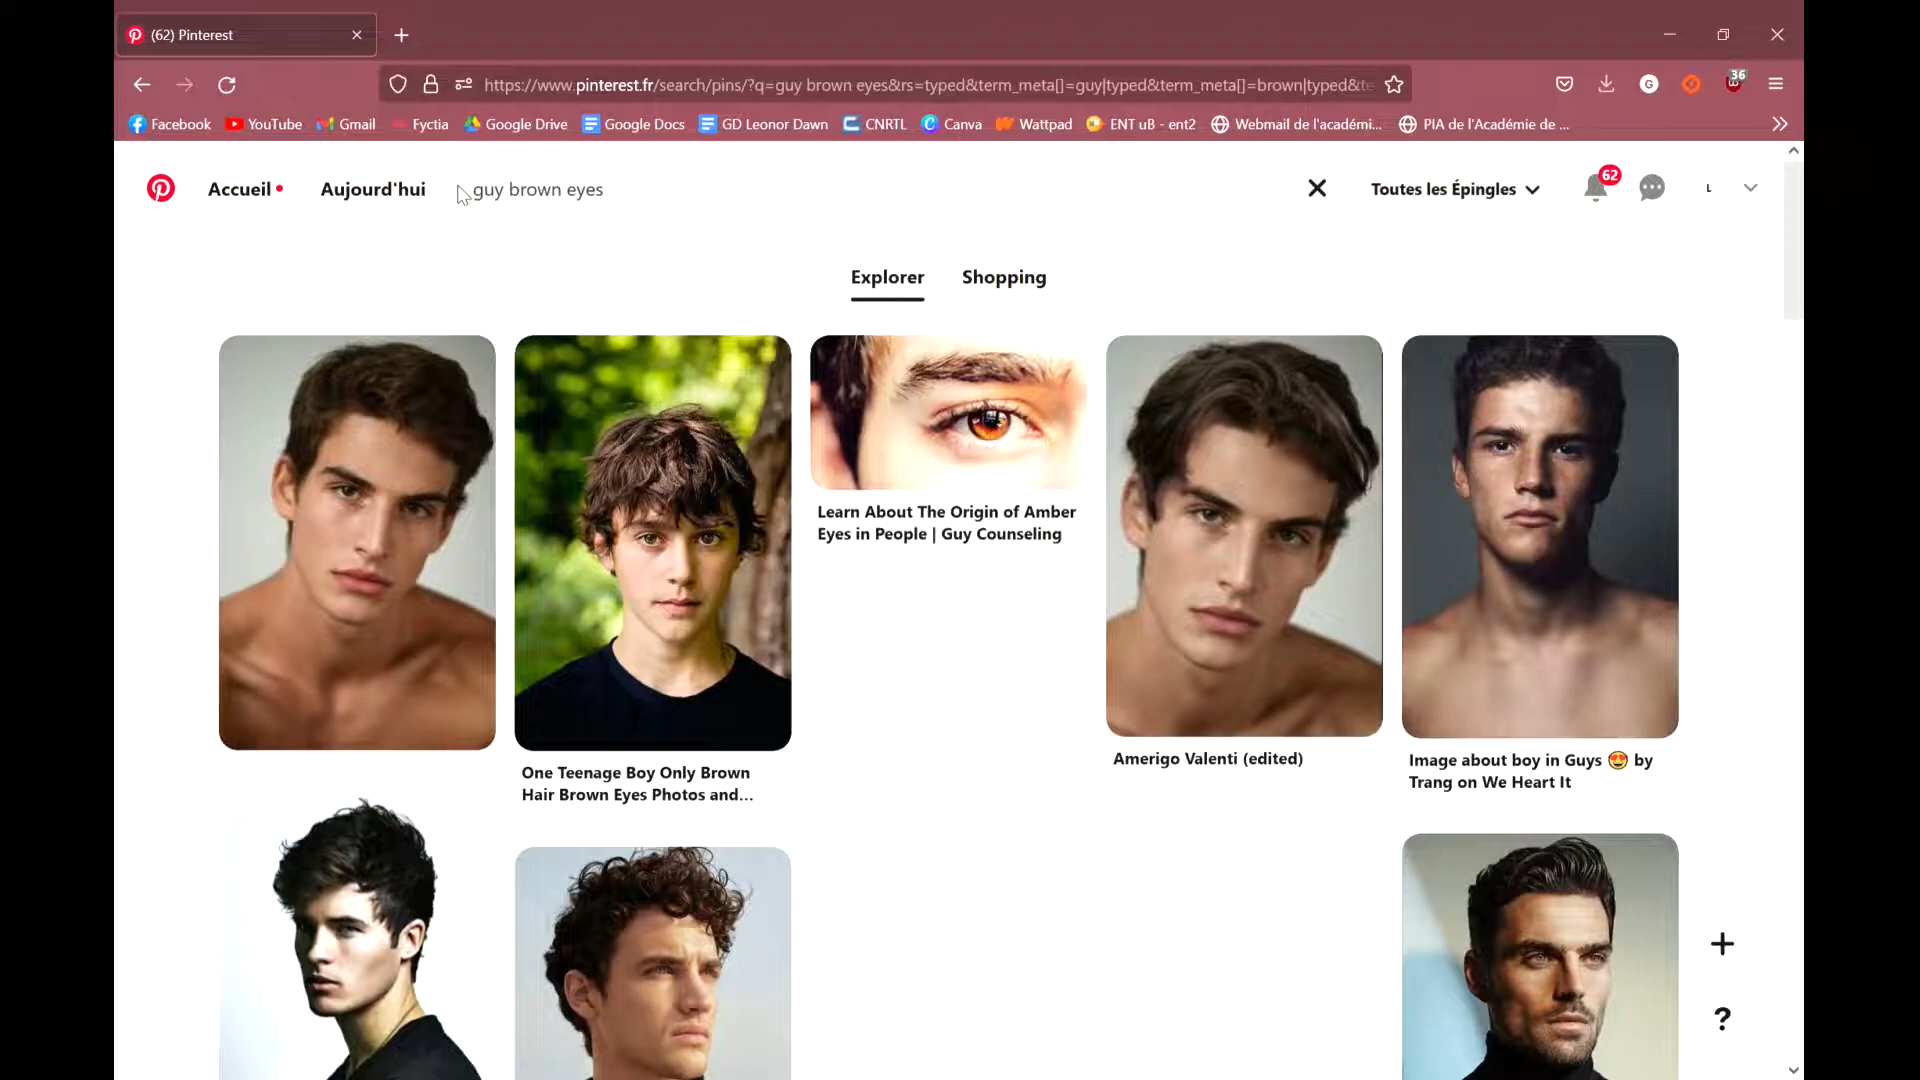 (62) Pinterest
https://www.pinterest.fr/search/pins/?q=guy brown eyes&rs=typed&term_meta[]=guy|typed&term_meta[]=brown|typed&te
36
Facebook YouTube Gmail Fyctia Google Drive Google Docs GD Leonor Dawn CNRTL Canva Wattpad ENT uB - ent2 Webmail de l'académi... PIA de l'Académie de ...
Accueil Aujourd'hui guy brown eyes Toutes les Épingles 62 L
Explorer Shopping
Learn About The Origin of Amber
Eyes in People | Guy Counseling
One Teenage Boy Only Brown
Hair Brown Eyes Photos and...
Amerigo Valenti (edited)
Image about boy in Guys 😍 by
Trang on We Heart It
?